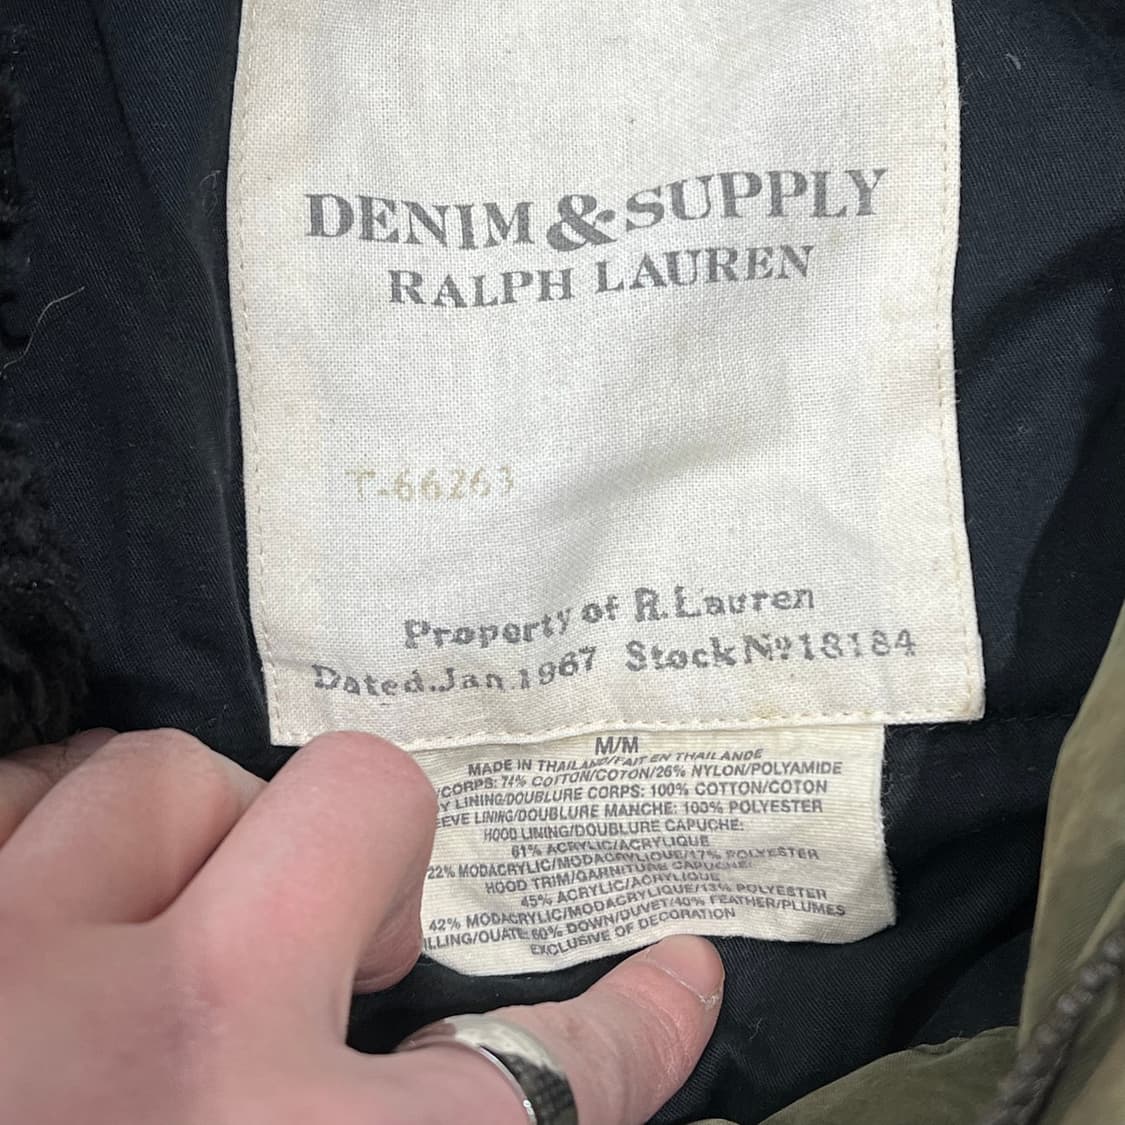 DENIM & SUPPLY
RALPH LAUREN
T-66263
Property of R. Lauren
Dated. Jan. 1967 Stock Nº 18184
M/M
MADE IN THAILAND/FAIT EN THAILANDE
CORPS: 74% COTTON/COTON/26% NYLON/POLYAMIDE
Y LINING/DOUBLURE CORPS: 100% COTTON/COTON
EVE LINING/DOUBLURE MANCHE: 100% POLYESTER
HOOD LINING/DOUBLURE CAPUCHE:
61% ACRYLIC/ACRYLIQUE
22% MODACRYLIC/MODACRYLIQUE/17% POLYESTER
HOOD TRIM/GARNITURE CAPUCHE:
45% ACRYLIC/ACRYLIQUE
42% MODACRYLIC/MODACRYLIQUE/13% POLYESTER
ILLING/OUATE: 60% DOWN/DUVET/40% FEATHER/PLUMES
EXCLUSIVE OF DECORATION